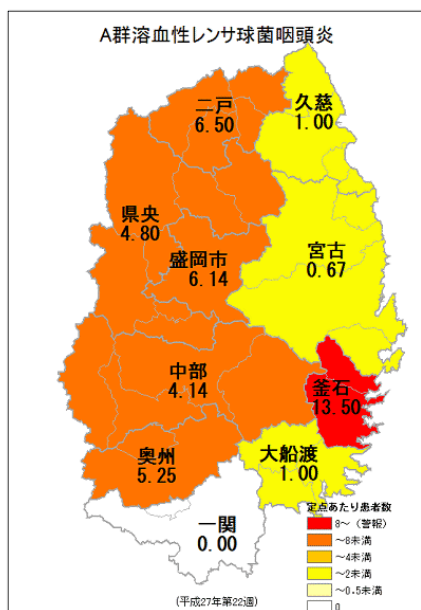 A群溶血性レンサ球菌咽頭炎
二戸
6.50
久慈
1.00
県央
4.80
盛岡市
6.14
宮古
0.67
中部
4.14
釜石
13.50
奥州
5.25
大船渡
1.00
一関
0.00
定点あたり患者数
8～（警報）
～8未満
～4未満
～2未満
～0.5未満
0
(平成27年第22週)